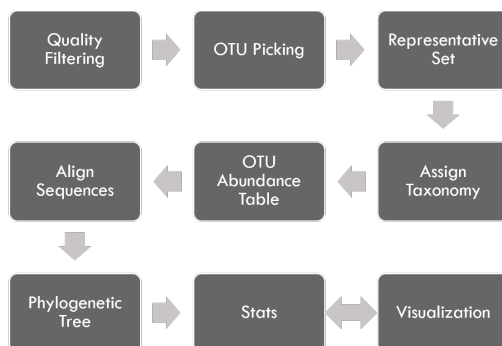 Quality
Filtering
OTU Picking
Representative
Set
Assign
Taxonomy
OTU
Abundance
Table
Align
Sequences
Phylogenetic
Tree
Stats
Visualization